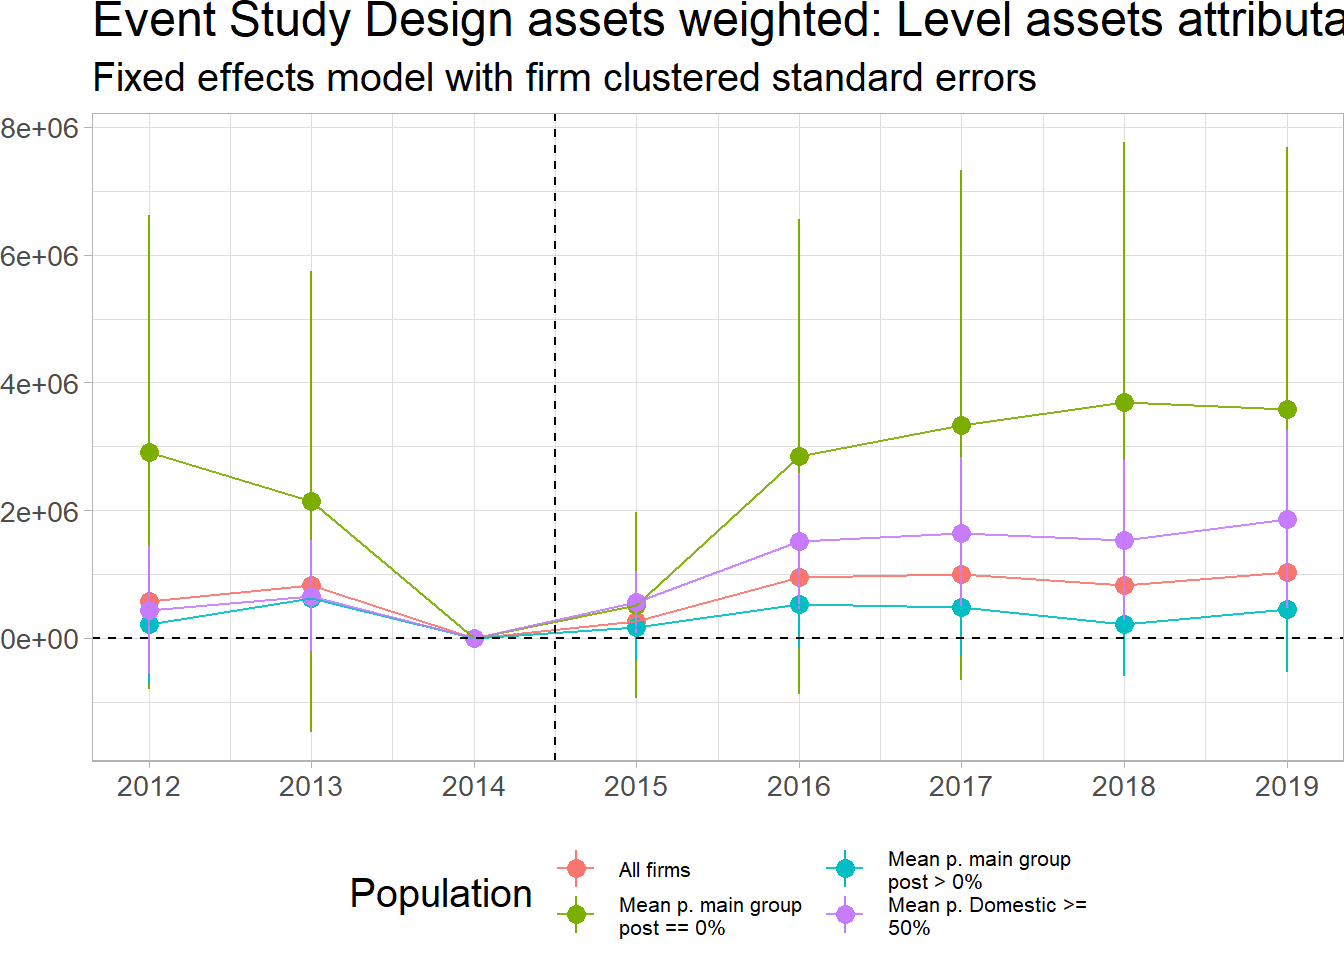 Event Study Design assets weighted: Level assets
Fixed effects model with firm clustered standard errors
8e+06
6e+06
4e+06
2e+06
0e+00
2012 2013 2014 2015 2016 2017 2018 2019
Population
All firms
Mean p. main group
post == 0%
Mean p. main group
post > 0%
Mean p. Domestic >=
50%